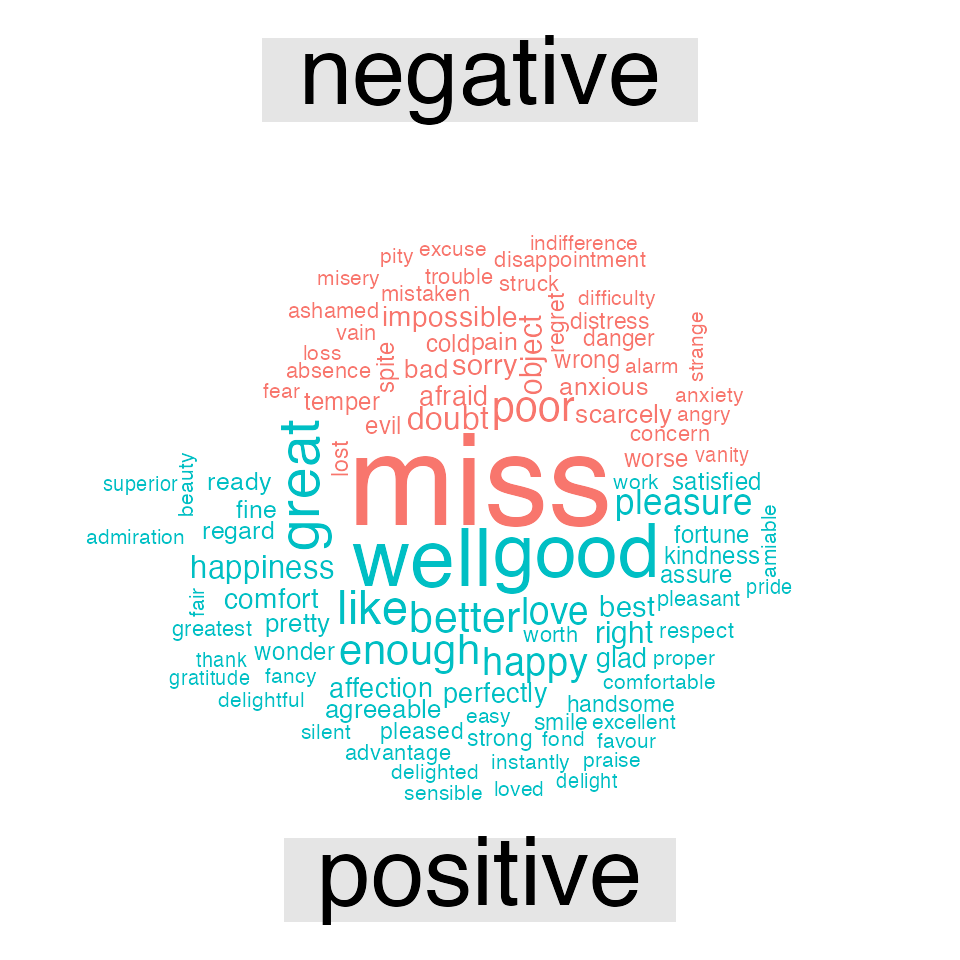 negative
indifference
pity excuse
disappointment
misery trouble struck
mistaken difficulty
ashamed impossible object regret distress strange
vain cold pain danger
loss spite sorry wrong
absence bad alarm
fear temper afraid anxious anxiety
evil doubt poor scarcely angry
concern
lost worse vanity
miss
great
superior beauty ready work satisfied
fine pleasure
admiration regard well good fortune amiable
happiness kindness
assure
fair comfort like better love best pleasant pride
greatest pretty worth right respect
thank wonder enough happy glad proper
gratitude fancy comfortable
delightful affection perfectly handsome
agreeable easy smile excellent
silent pleased strong fond favour
advantage instantly praise
delighted delight
sensible loved
positive